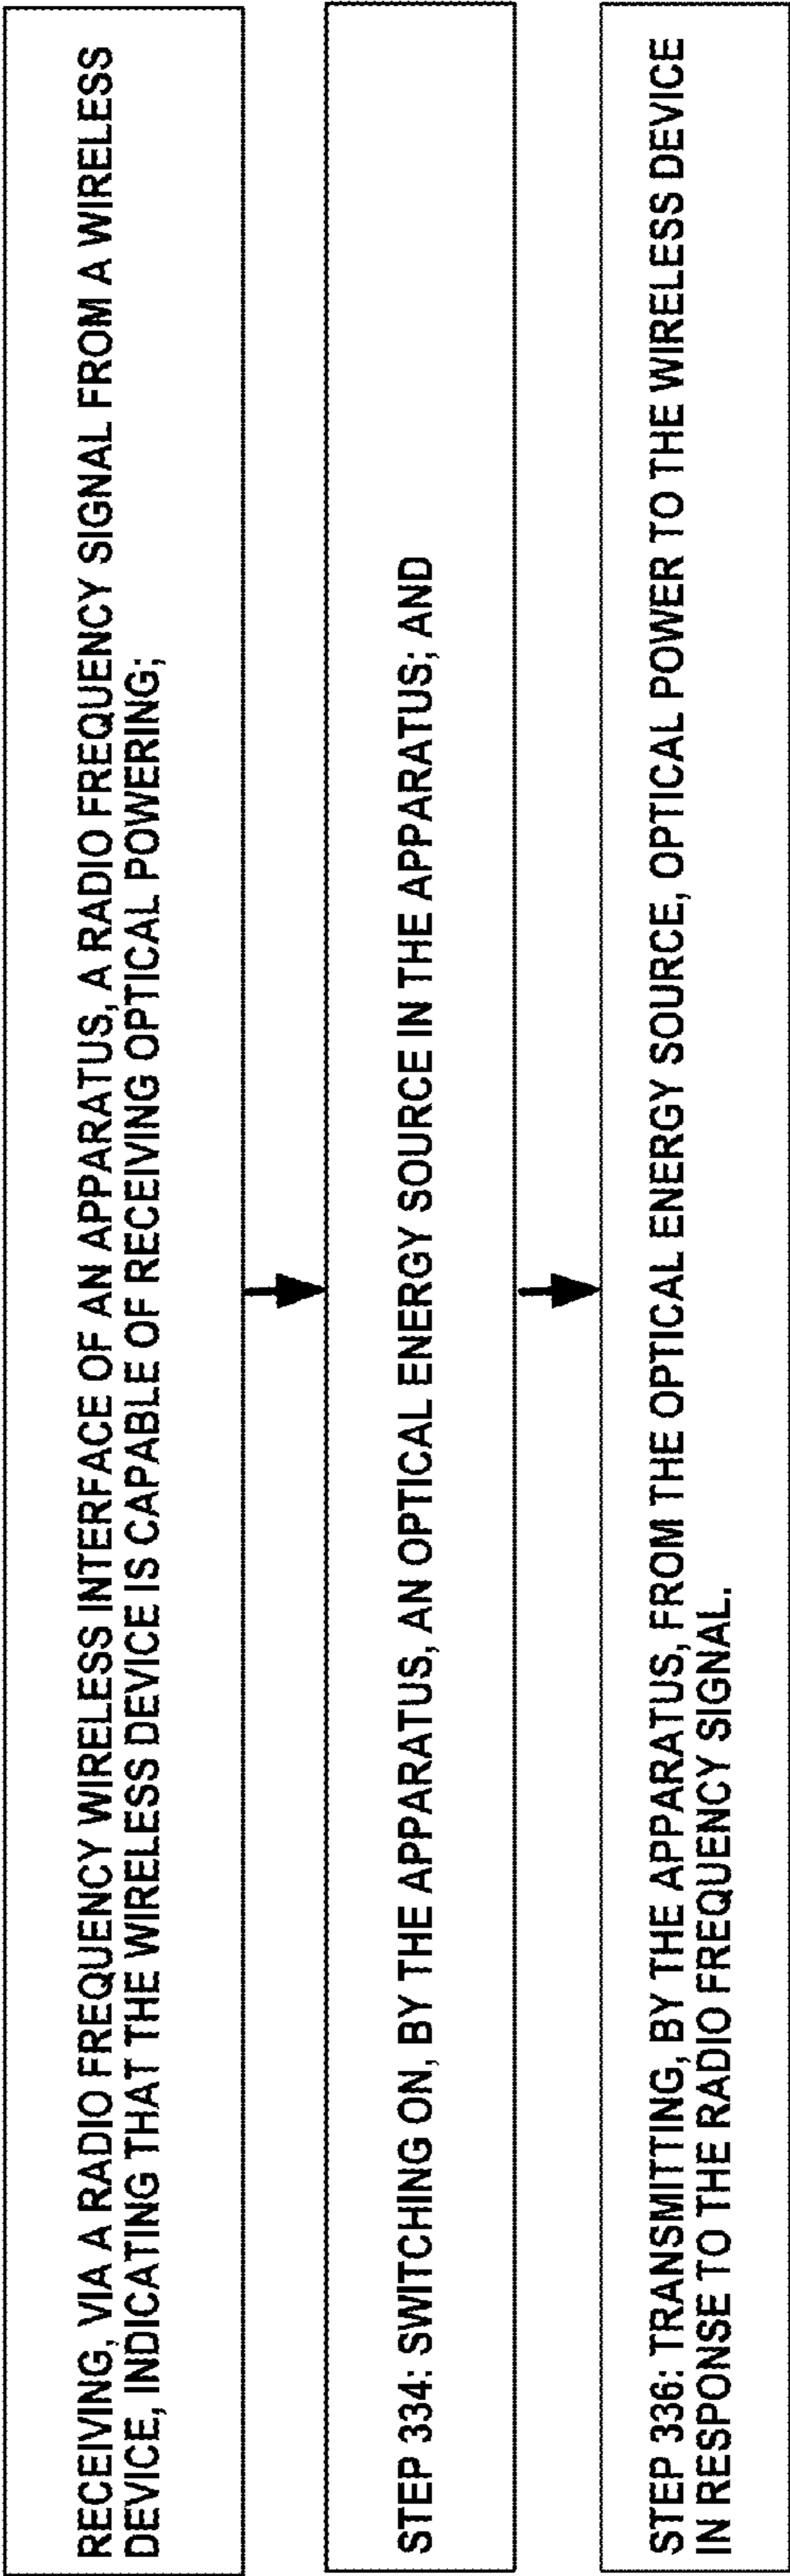 RECEIVING, VIA A RADIO FREQUENCY WIRELESS INTERFACE OF AN APPARATUS, A RADIO FREQUENCY SIGNAL FROM A WIRELESS
DEVICE, INDICATING THAT THE WIRELESS DEVICE IS CAPABLE OF RECEIVING OPTICAL POWERING;
STEP 334: SWITCHING ON, BY THE APPARATUS, AN OPTICAL ENERGY SOURCE IN THE APPARATUS; AND
STEP 336: TRANSMITTING, BY THE APPARATUS, FROM THE OPTICAL ENERGY SOURCE, OPTICAL POWER TO THE WIRELESS DEVICE
IN RESPONSE TO THE RADIO FREQUENCY SIGNAL.